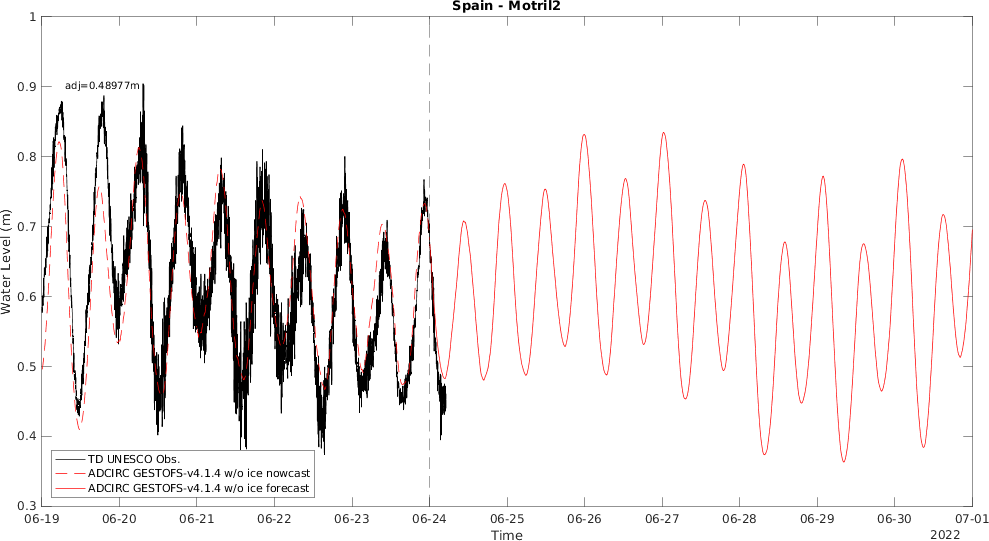 Spain - Motril2
1
0.9
0.8
0.7
0.6
0.5
0.4
0.3
Water Level (m)
adj=0.48977m
TD UNESCO Obs.
ADCIRC GESTOFS-v4.1.4 w/o ice nowcast
ADCIRC GESTOFS-v4.1.4 w/o ice forecast
06-19 06-20 06-21 06-22 06-23 06-24 06-25 06-26 06-27 06-28 06-29 06-30 07-01
Time
2022